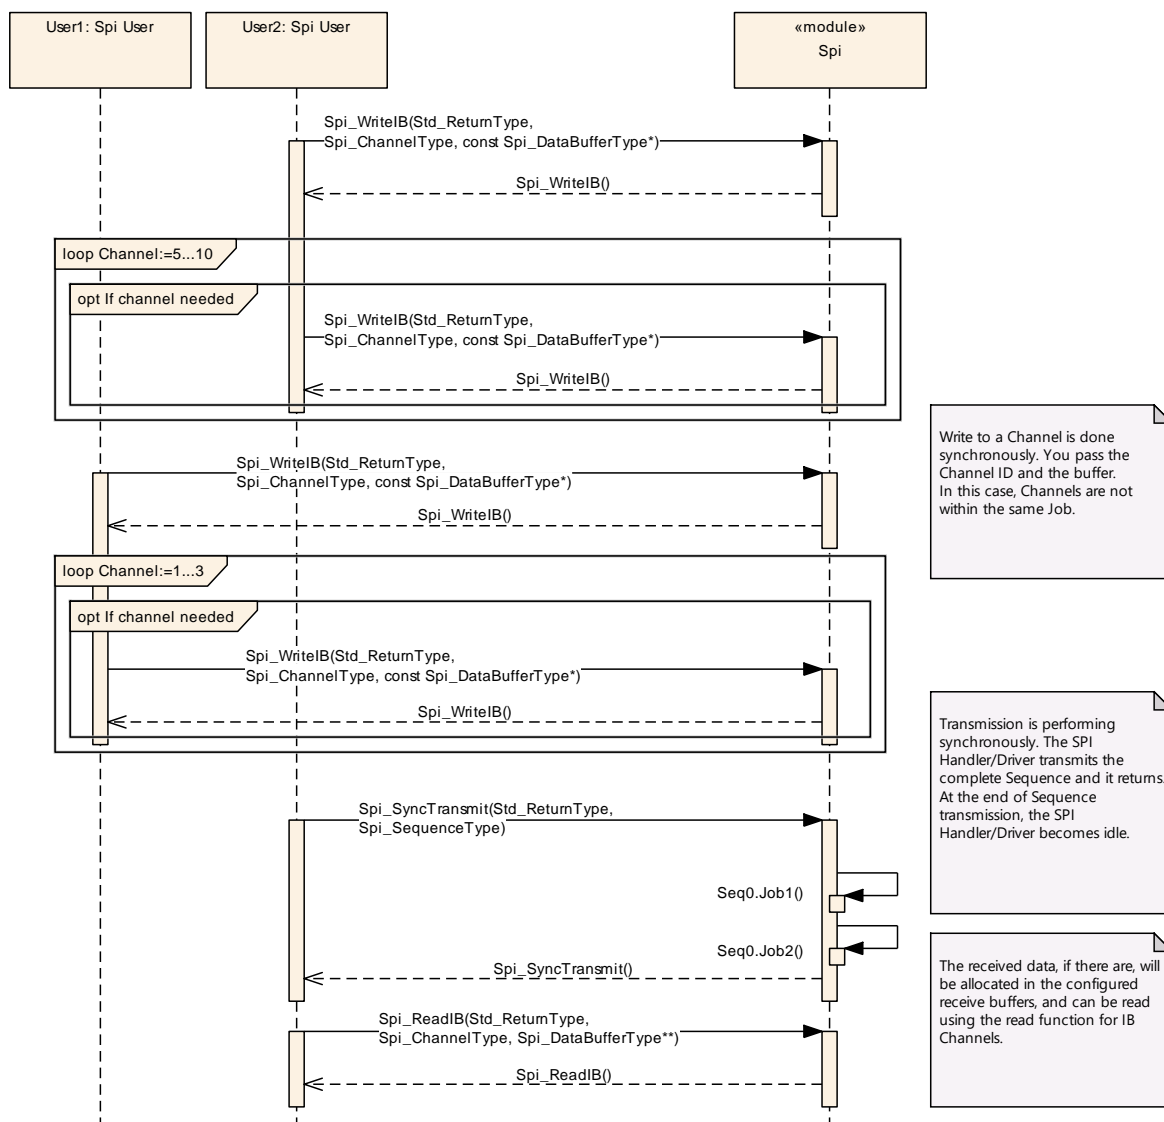 User1: Spi User
User2: Spi User
«module»
Spi
Spi_WriteIB(Std_ReturnType,
Spi_ChannelType, const Spi_DataBufferType*)
Spi_WriteIB()
loop Channel:=5...10
opt If channel needed
Spi_WriteIB(Std_ReturnType,
Spi_ChannelType, const Spi_DataBufferType*)
Spi_WriteIB()
Write to a Channel is done
synchronously. You pass the
Channel ID and the buffer.
In this case, Channels are not
within the same Job.
Spi_WriteIB(Std_ReturnType,
Spi_ChannelType, const Spi_DataBufferType*)
Spi_WriteIB()
loop Channel:=1...3
opt If channel needed
Spi_WriteIB(Std_ReturnType,
Spi_ChannelType, const Spi_DataBufferType*)
Spi_WriteIB()
Transmission is performing
synchronously. The SPI
Handler/Driver transmits the
complete Sequence and it returns.
At the end of Sequence
transmission, the SPI
Handler/Driver becomes idle.
Spi_SyncTransmit(Std_ReturnType,
Spi_SequenceType)
Seq0.Job1()
Seq0.Job2()
Spi_SyncTransmit()
The received data, if there are, will
be allocated in the configured
receive buffers, and can be read
using the read function for IB
Channels.
Spi_ReadIB(Std_ReturnType,
Spi_ChannelType, Spi_DataBufferType**)
Spi_ReadIB()